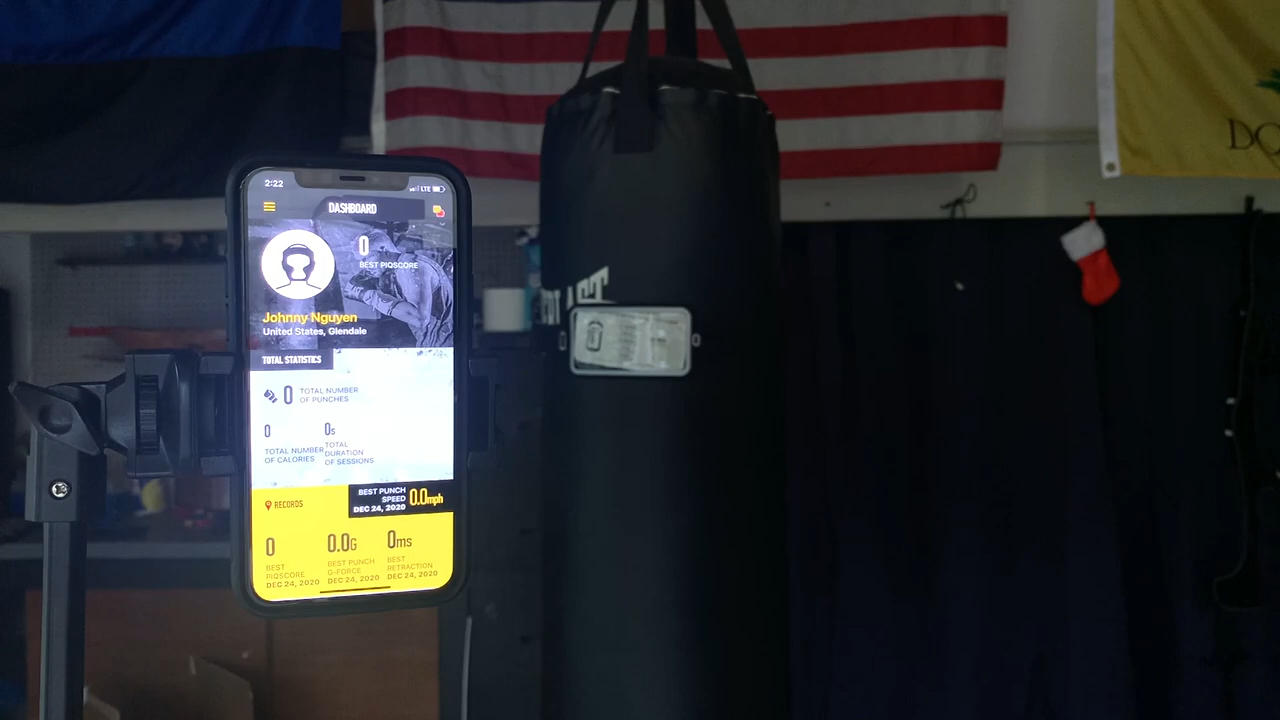 2:22
LTE
DASHBOARD
0
BEST PIQSCORE
Johnny Nguyen
United States, Glendale
TOTAL STATISTICS
0
TOTAL NUMBER
OF PUNCHES
0
TOTAL NUMBER
OF CALORIES
0s
TOTAL
DURATION
OF SESSIONS
RECORDS
BEST PUNCH
SPEED
DEC 24, 2020
0.0mph
0
BEST
PIQSCORE
DEC 24, 2020
0.0G
BEST PUNCH
G-FORCE
DEC 24, 2020
0ms
BEST
RETRACTION
DEC 24, 2020
AST
DO